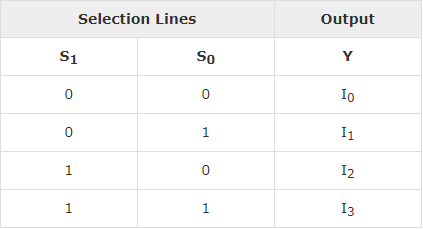 Selection Lines Output
S₁ S₀ Y
0 0 I₀
0 1 I₁
1 0 I₂
1 1 I₃